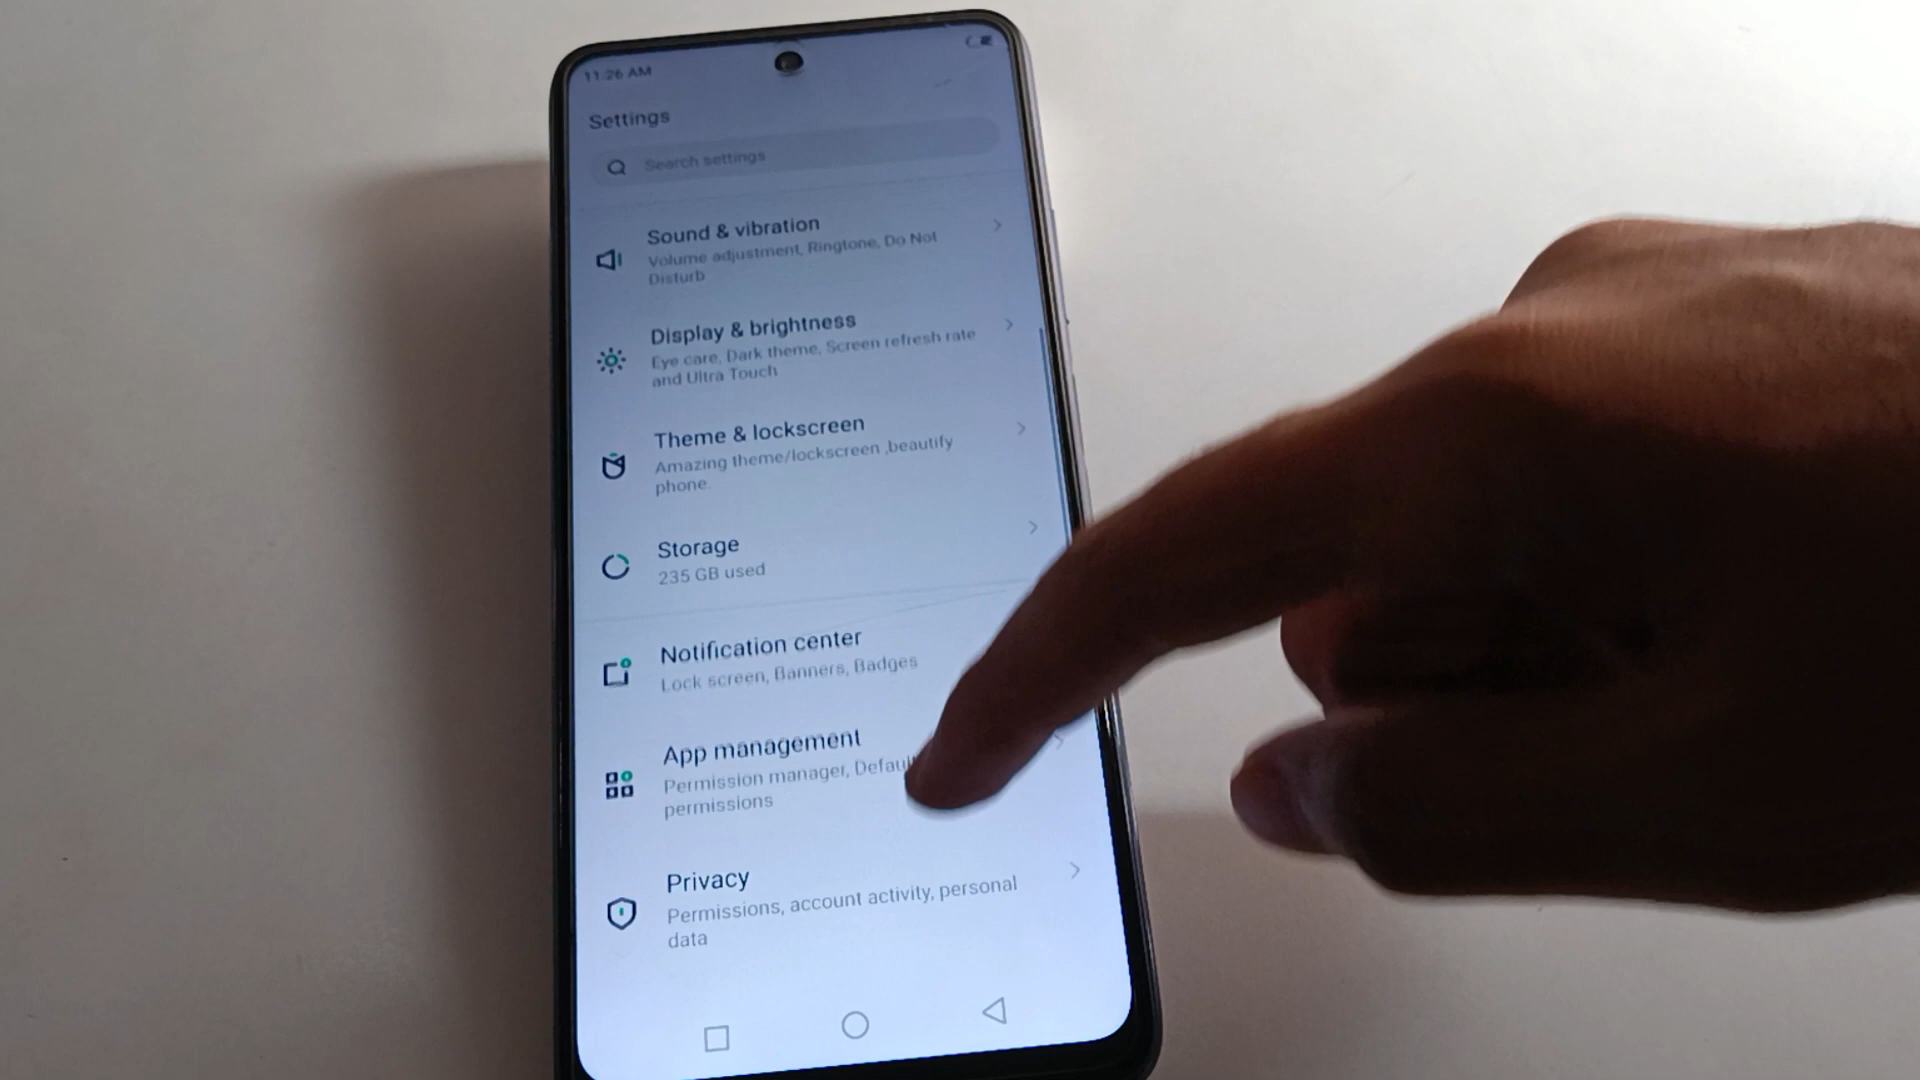 11:26 AM
Settings
Search settings
Sound & vibration
Volume adjustment, Ringtone, Do Not
Disturb
Display & brightness
Eye care, Dark theme, Screen refresh rate
and Ultra Touch
Theme & lockscreen
Amazing theme/lockscreen ,beautify
phone.
Storage
235 GB used
Notification center
Lock screen, Banners, Badges
App management
Permission manager,
permissions
Privacy
Permissions, account activity, personal
data